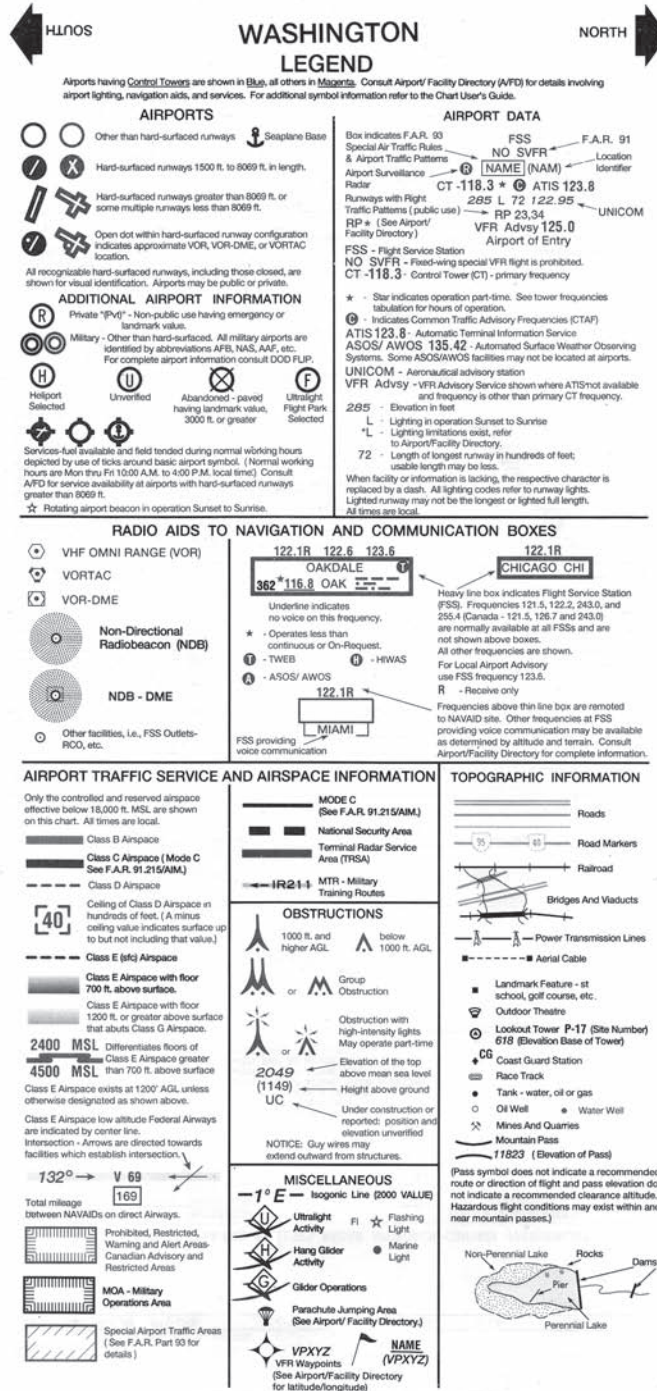 SOUTH
WASHINGTON
NORTH
LEGEND
Airports having Control Towers are shown in Blue, all others in Magenta. Consult Airport/ Facility Directory (A/FD) for details involving
airport lighting, navigation aids, and services. For additional symbol information refer to the Chart User's Guide.
AIRPORTS
Other than hard-surfaced runways
Seaplane Base
Hard-surfaced runways 1500 ft. to 8069 ft. in length.
Hard-surfaced runways greater than 8069 ft. or
some multiple runways less than 8069 ft.
Open dot within hard-surfaced runway configuration
indicates approximate VOR, VOR-DME, or VORTAC
location.
All recognizable hard-surfaced runways, including those closed, are
shown for visual identification. Airports may be public or private.
ADDITIONAL AIRPORT INFORMATION
R
Private "(Pvt)" - Non-public use having emergency or
landmark value.
Military - Other than hard-surfaced. All military airports are
identified by abbreviations AFB, NAS, AAF, etc.
For complete airport information consult DOD FLIP.
H
U
F
Heliport
Selected
Unverified
Abandoned - paved
having landmark value,
3000 ft. or greater
Ultralight
Flight Park
Selected
Services-fuel available and field tended during normal working hours
depicted by use of ticks around basic airport symbol. ( Normal working
hours are Mon thru Fri 10:00 A.M. to 4:00 P.M. local time.) Consult
A/FD for service availability at airports with hard-surfaced runways
greater than 8069 ft.
Rotating airport beacon in operation Sunset to Sunrise.
AIRPORT DATA
Box indicates F.A.R. 93
Special Air Traffic Rules
& Airport Traffic Patterns
Airport Surveillance
Radar
Runways with Right
Traffic Patterns ( public use)
RP * ( See Airport/
Facility Directory )
FSS
NO SVFR
R NAME (NAM)
CT -118.3 * C ATIS 123.8
285 L 72 122.95
RP 23,34
VFR Advsy 125.0
Airport of Entry
F.A.R. 91
Location
Identifier
UNICOM
FSS - Flight Service Station
NO SVFR - Fixed-wing special VFR flight is prohibited.
CT -118.3 - Control Tower (CT) - primary frequency
* - Star indicates operation part-time. See tower frequencies
tabulation for hours of operation.
C - Indicates Common Traffic Advisory Frequencies (CTAF)
ATIS 123.8 - Automatic Terminal Information Service
ASOS/ AWOS 135.42 - Automated Surface Weather Observing
Systems. Some ASOS/AWOS facilities may not be located at airports.
UNICOM - Aeronautical advisory station
VFR Advsy - VFR Advisory Service shown where ATIS not available
and frequency is other than primary CT frequency.
285 - Elevation in feet
L - Lighting in operation Sunset to Sunrise
*L - Lighting limitations exist, refer
to Airport/Facility Directory.
72 - Length of longest runway in hundreds of feet;
usable length may be less.
When facility or information is lacking, the respective character is
replaced by a dash. All lighting codes refer to runway lights.
Lighted runway may not be the longest or lighted full length.
All times are local.
RADIO AIDS TO NAVIGATION AND COMMUNICATION BOXES
VHF OMNI RANGE (VOR)
VORTAC
VOR-DME
Non-Directional
Radiobeacon (NDB)
NDB - DME
Other facilities, i.e., FSS Outlets-
RCO, etc.
122.1R 122.6 123.6
OAKDALE T
362 * 116.8 OAK
Underline indicates
no voice on this frequency.
* - Operates less than
continuous or On-Request.
T - TWEB
H - HIWAS
A - ASOS/ AWOS
122.1R
MIAMI
FSS providing
voice communication
122.1R
CHICAGO CHI
Heavy line box indicates Flight Service Station
(FSS). Frequencies 121.5, 122.2, 243.0, and
255.4 (Canada - 121.5, 126.7 and 243.0)
are normally available at all FSSs and are
not shown above boxes.
All other frequencies are shown.
For Local Airport Advisory
use FSS frequency 123.6.
R - Receive only
Frequencies above thin line box are remoted
to NAVAID site. Other frequencies at FSS
providing voice communication may be available
as determined by altitude and terrain. Consult
Airport/Facility Directory for complete information.
AIRPORT TRAFFIC SERVICE AND AIRSPACE INFORMATION
Only the controlled and reserved airspace
effective below 18,000 ft. MSL are shown
on this chart. All times are local.
Class B Airspace
Class C Airspace ( Mode C
See F.A.R. 91.215/AIM.)
Class D Airspace
40
Ceiling of Class D Airspace in
hundreds of feet. ( A minus
ceiling value indicates surface up
to but not including that value.)
Class E (sfc) Airspace
Class E Airspace with floor
700 ft. above surface.
Class E Airspace with floor
1200 ft. or greater above surface
that abuts Class G Airspace.
2400 MSL
4500 MSL
Differentiates floors of
Class E Airspace greater
than 700 ft. above surface
Class E Airspace exists at 1200' AGL unless
otherwise designated as shown above.
Class E Airspace low altitude Federal Airways
are indicated by center line.
Intersection - Arrows are directed towards
facilities which establish intersection.
132° V 69
169
Total mileage
between NAVAIDs on direct Airways.
Prohibited, Restricted,
Warning and Alert Areas-
Canadian Advisory and
Restricted Areas
MOA - Military
Operations Area
Special Airport Traffic Areas
( See F.A.R. Part 93 for
details )
MODE C
(See F.A.R. 91.215/AIM.)
National Security Area
Terminal Radar Service
Area (TRSA)
IR211
MTR - Military
Training Routes
OBSTRUCTIONS
1000 ft. and
higher AGL
below
1000 ft. AGL
or
Group
Obstruction
or
Obstruction with
high-intensity lights
May operate part-time
2049
(1149)
UC
Elevation of the top
above mean sea level
Height above ground
Under construction or
reported: position and
elevation unverified
NOTICE: Guy wires may
extend outward from structures.
MISCELLANEOUS
1° E
Isogonic Line (2000 VALUE)
U
Ultralight
Activity
Fl
Flashing
Light
H
Hang Glider
Activity
Marine
Light
G
Glider Operations
Parachute Jumping Area
(See Airport/ Facility Directory.)
VPXYZ
NAME
(VPXYZ)
VFR Waypoints
(See Airport/Facility Directory
for latitude/longitude)
TOPOGRAPHIC INFORMATION
Roads
95
40
Road Markers
Railroad
Bridges And Viaducts
Power Transmission Lines
Aerial Cable
Landmark Feature - st
school, golf course, etc.
Outdoor Theatre
Lookout Tower P-17 (Site Number)
618 (Elevation Base of Tower)
CG
Coast Guard Station
Race Track
Tank - water, oil or gas
Oil Well
Water Well
Mines And Quarries
Mountain Pass
11823 ( Elevation of Pass)
(Pass symbol does not indicate a recommended
route or direction of flight and pass elevation do
not indicate a recommended clearance altitude.
Hazardous flight conditions may exist within and
near mountain passes.)
Non-Perennial Lake
Rocks
Dams
Pier
Perennial Lake